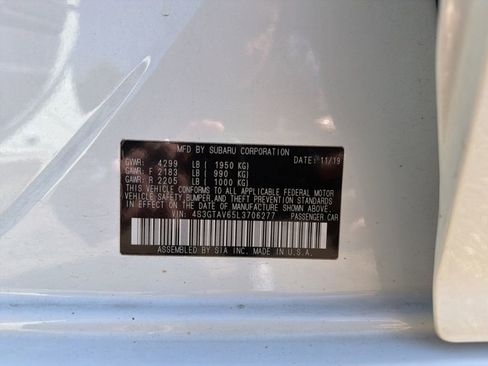 MFD BY SUBARU CORPORATION
DATE: 11/19
GVWR: 4299 LB ( 1950 KG)
GAWR: F 2183 LB ( 990 KG)
GAWR: R 2205 LB ( 1000 KG)
THIS VEHICLE CONFORMS TO ALL APPLICABLE FEDERAL MOTOR
VEHICLE SAFETY, BUMPER, AND THEFT PREVENTION STANDARDS
IN EFFECT ON THE DATE OF MANUFACTURE SHOWN ABOVE.
VIN: 4S3GTAV65L3706277 PASSENGER CAR
ASSEMBLED BY SIA INC. MADE IN U.S.A.